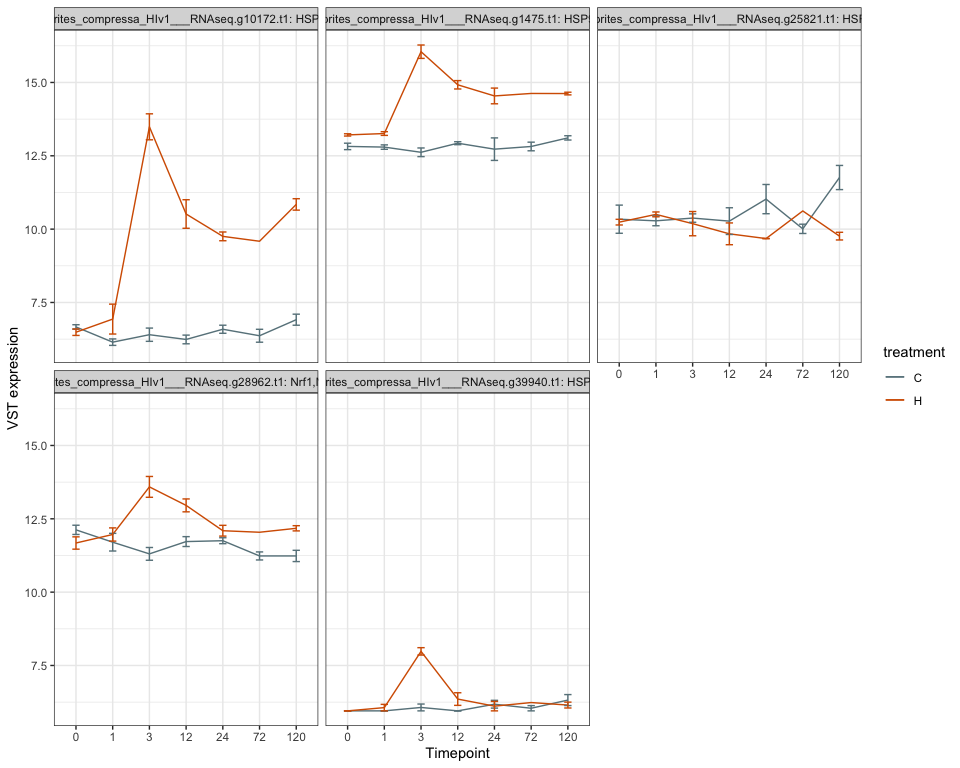 rites_compressa_HIv1___RNAseq.g10172.t1: HSP
rites_compressa_HIv1___RNAseq.g1475.t1: HSP
rites_compressa_HIv1___RNAseq.g25821.t1: HSP
15.0
12.5
10.0
7.5
0 1 3 12 24 72 120
tes_compressa_HIv1___RNAseq.g28962.t1: Nrf1,
rites_compressa_HIv1___RNAseq.g39940.t1: HSP
15.0
12.5
10.0
7.5
0 1 3 12 24 72 120
0 1 3 12 24 72 120
VST expression
Timepoint
treatment
C
H